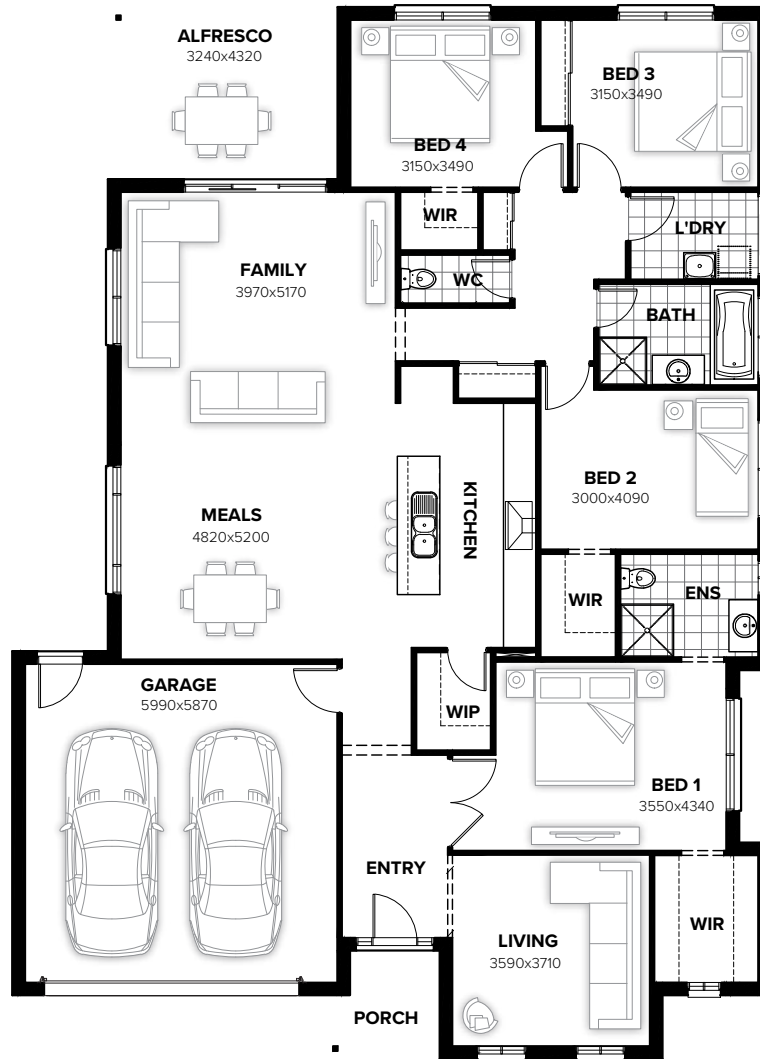 ALFRESCO
3240x4320
BED 4
3150x3490
BED 3
3150x3490
WIR
L'DRY
FAMILY
3970x5170
WC
BATH
MEALS
4820x5200
KITCHEN
BED 2
3000x4090
WIR
ENS
GARAGE
5990x5870
WIP
BED 1
3550x4340
ENTRY
LIVING
3590x3710
WIR
PORCH